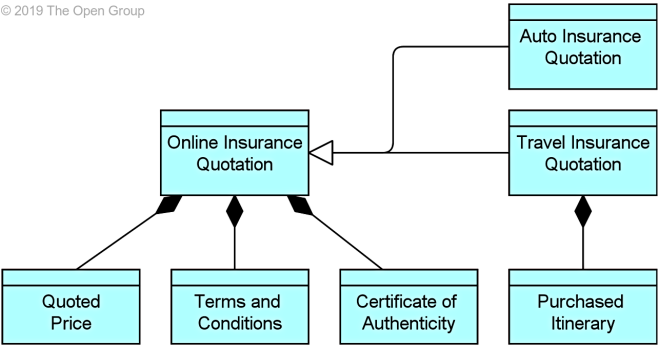 © 2019 The Open Group
Auto Insurance
Quotation
Online Insurance
Quotation
Travel Insurance
Quotation
Quoted
Price
Terms and
Conditions
Certificate of
Authenticity
Purchased
Itinerary